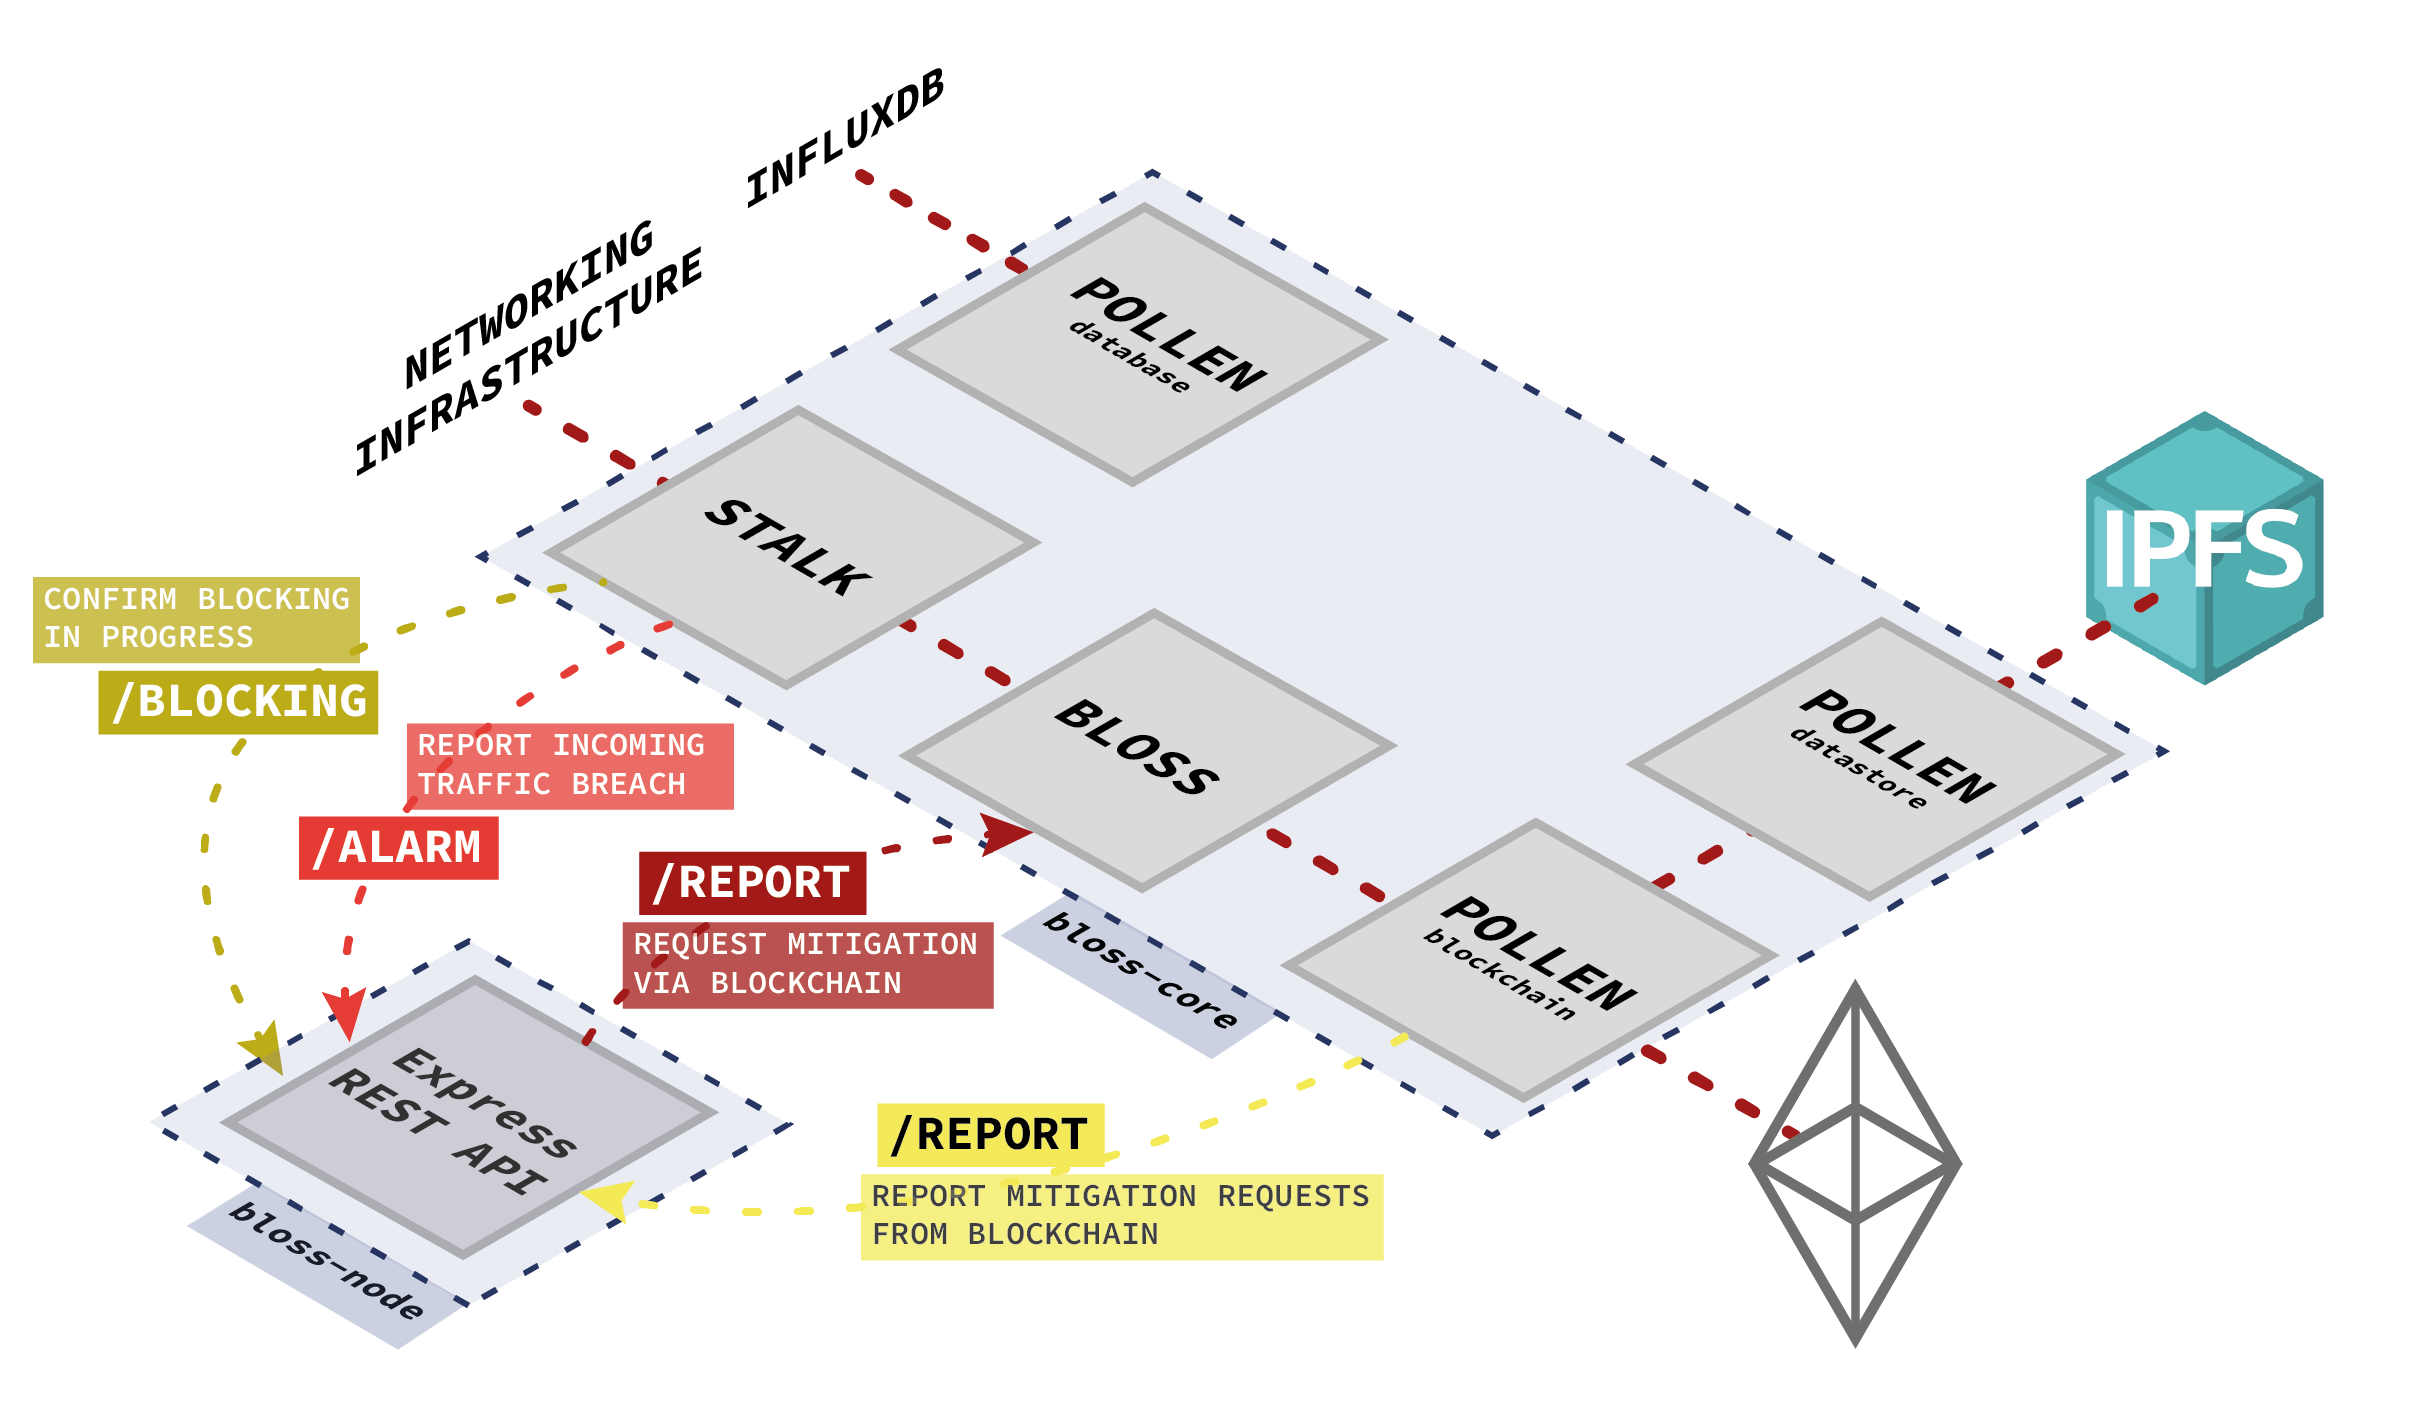 INFLUXDB
NETWORKING
INFRASTRUCTURE
POLLEN
database
STALK
BLOSS
POLLEN
datastore
POLLEN
blockchain
IPFS
CONFIRM BLOCKING
IN PROGRESS
/BLOCKING
REPORT INCOMING
TRAFFIC BREACH
/ALARM
/REPORT
REQUEST MITIGATION
VIA BLOCKCHAIN
bloss-core
Express
REST API
bloss-node
/REPORT
REPORT MITIGATION REQUESTS
FROM BLOCKCHAIN